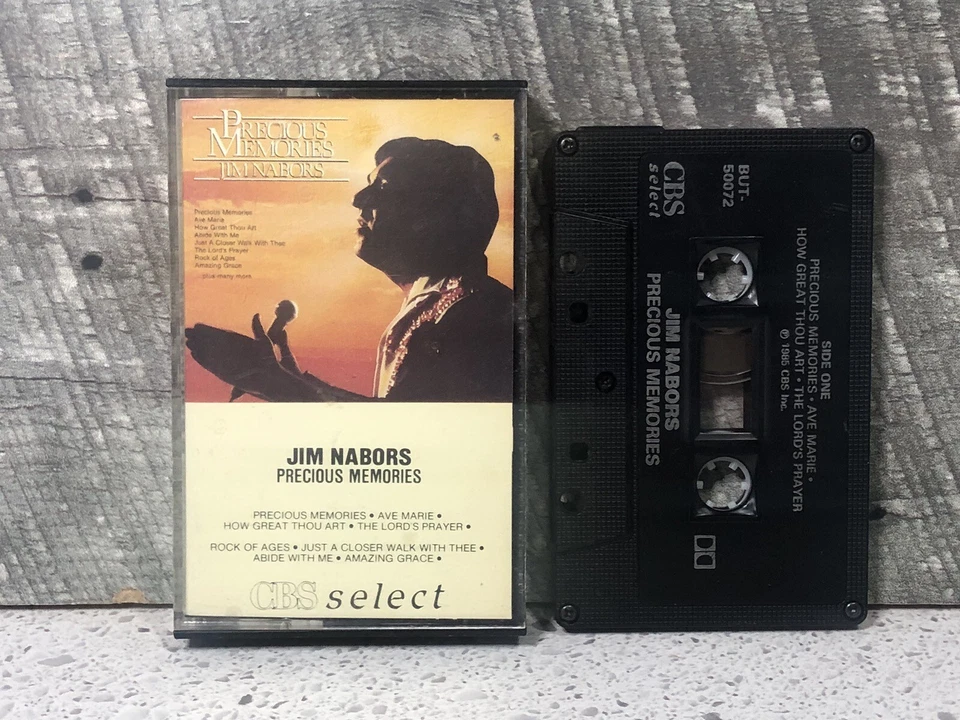 PRECIOUS
MEMORIES
JIM NABORS
Precious Memories
Ave Maria
How Great Thou Art
Abide With Me
Just A Closer Walk With Thee
The Lord's Prayer
Rock of Ages
Amazing Grace
plus many more
JIM NABORS
PRECIOUS MEMORIES
PRECIOUS MEMORIES • AVE MARIE •
HOW GREAT THOU ART • THE LORD'S PRAYER •
ROCK OF AGES • JUST A CLOSER WALK WITH THEE •
ABIDE WITH ME • AMAZING GRACE •
CBS select
CBS
select
BUT-
50072
SIDE ONE
PRECIOUS MEMORIES • AVE MARIE •
HOW GREAT THOU ART • THE LORD'S PRAYER
℗ 1985 CBS Inc.
JIM NABORS
PRECIOUS MEMORIES